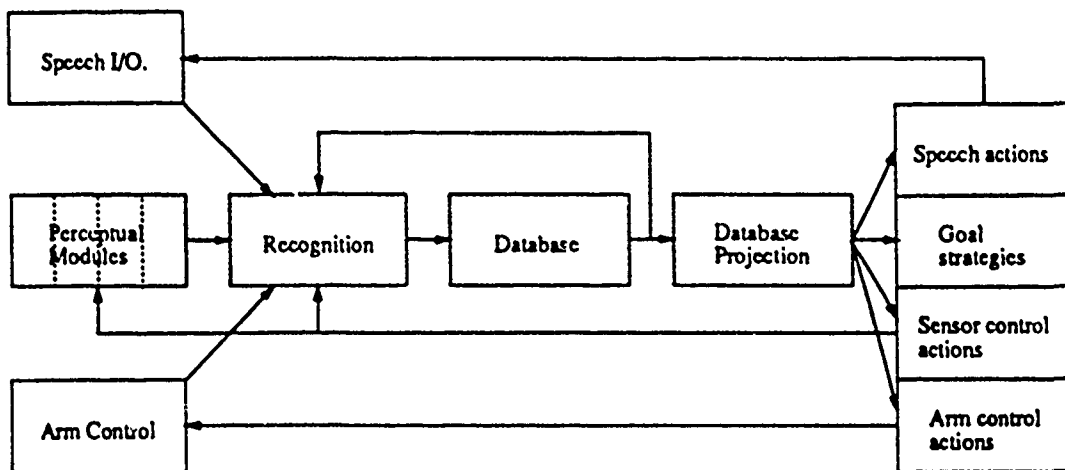 Speech I/O.
Speech actions
Perceptual
Modules
Recognition
Database
Database
Projection
Goal
strategies
Sensor control
actions
Arm Control
Arm control
actions